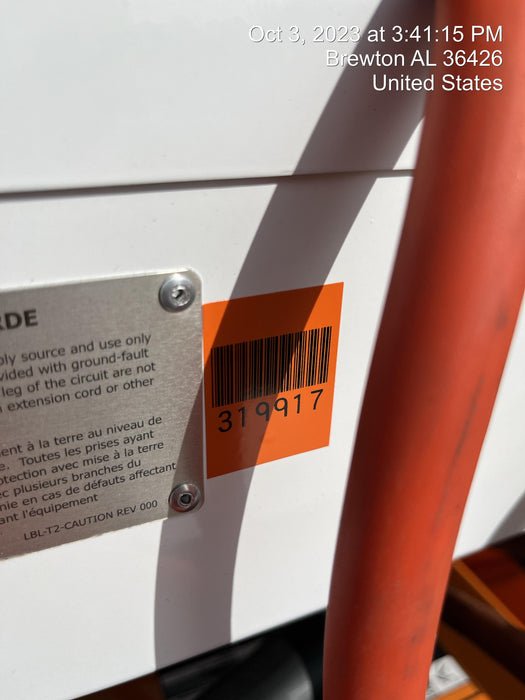 Oct 3, 2023 at 3:41:15 PM
Brewton AL 36426
United States
RDE
ply source and use only
vided with ground-fault
leg of the circuit are not
extension cord or other
ent à la terre au niveau de
e. Toutes les prises ayant
otection avec mise à la terre
ec plusieurs branches du
nie en cas de défauts affectant
ant l'équipement
LBL-T2-CAUTION REV 000
319917